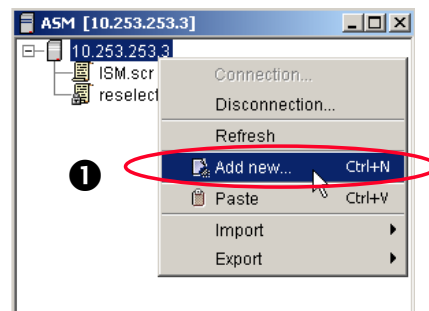 ASM [10.253.253.3]
10.253.253.3
ISM.scr
reselect
Connection...
Disconnection...
Refresh
1
Add new... Ctrl+N
Paste Ctrl+V
Import
Export